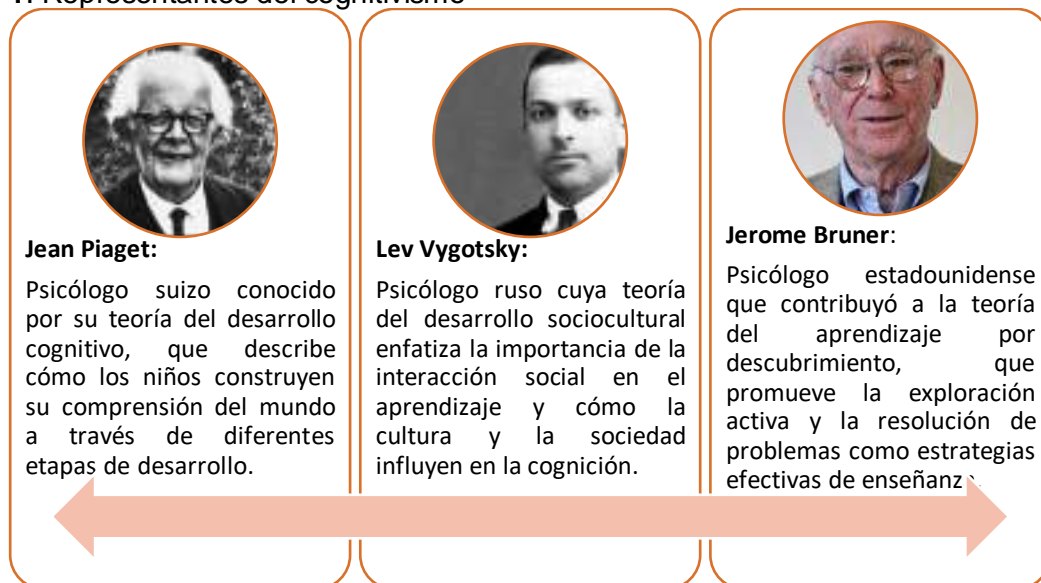 Representantes del cognitivismo
Jean Piaget:
Psicólogo suizo conocido
por su teoría del desarrollo
cognitivo, que describe
cómo los niños construyen
su comprensión del mundo
a través de diferentes
etapas de desarrollo.
Lev Vygotsky:
Psicólogo ruso cuya teoría
del desarrollo sociocultural
enfatiza la importancia de la
interacción social en el
aprendizaje y cómo la
cultura y la sociedad
influyen en la cognición.
Jerome Bruner:
Psicólogo estadounidense
que contribuyó a la teoría
del aprendizaje por
descubrimiento, que
promueve la exploración
activa y la resolución de
problemas como estrategias
efectivas de enseñanza.